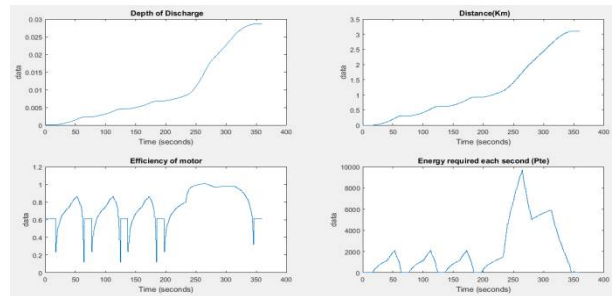 Depth of Discharge
0.03
0.025
0.02
0.015
0.01
0.005
0
data
0 50 100 150 200 250 300 350 400
Time (seconds)
Distance(Km)
3.5
3
2.5
2
1.5
1
0.5
0
data
0 50 100 150 200 250 300 350 400
Time (seconds)
Efficiency of motor
1.2
1
0.8
0.6
0.4
0.2
0
data
0 50 100 150 200 250 300 350 400
Time (seconds)
Energy required each second (Pte)
10000
8000
6000
4000
2000
0
data
0 50 100 150 200 250 300 350 400
Time (seconds)